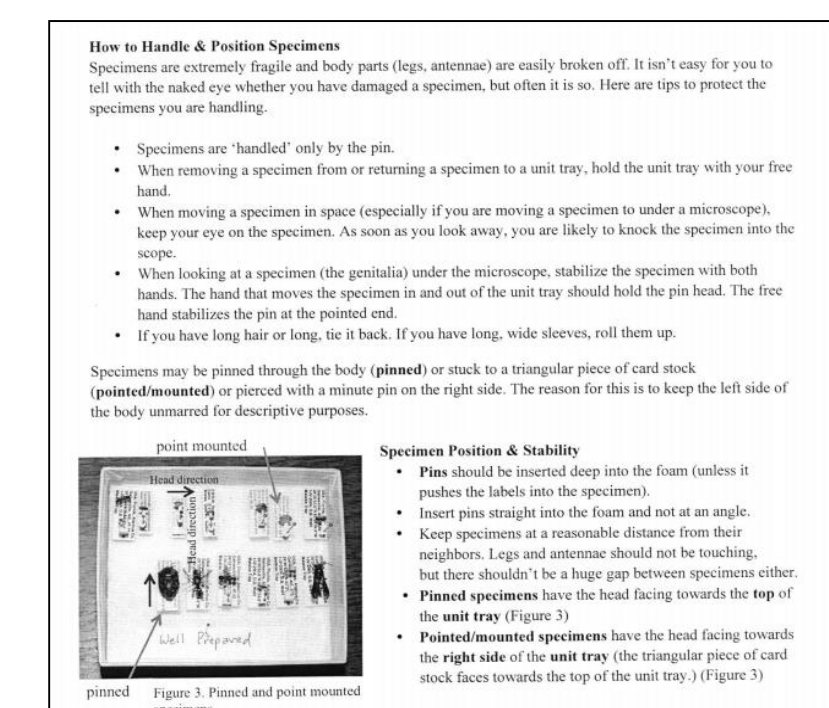 How to Handle & Position Specimens
Specimens are extremely fragile and body parts (legs, antennae) are easily broken off. It isn't easy for you to
tell with the naked eye whether you have damaged a specimen, but often it is so. Here are tips to protect the
specimens you are handling.
• Specimens are 'handled' only by the pin.
• When removing a specimen from or returning a specimen to a unit tray, hold the unit tray with your free
hand.
• When moving a specimen in space (especially if you are moving a specimen to under a microscope),
keep your eye on the specimen. As soon as you look away, you are likely to knock the specimen into the
scope.
• When looking at a specimen (the genitalia) under the microscope, stabilize the specimen with both
hands. The hand that moves the specimen in and out of the unit tray should hold the pin head. The free
hand stabilizes the pin at the pointed end.
• If you have long hair or long, tie it back. If you have long, wide sleeves, roll them up.
Specimens may be pinned through the body (pinned) or stuck to a triangular piece of card stock
(pointed/mounted) or pierced with a minute pin on the right side. The reason for this is to keep the left side of
the body unmarred for descriptive purposes.
point mounted
Head direction
Head direction
Well Prepared
pinned
Figure 3. Pinned and point mounted
Specimen Position & Stability
• Pins should be inserted deep into the foam (unless it
pushes the labels into the specimen).
• Insert pins straight into the foam and not at an angle.
• Keep specimens at a reasonable distance from their
neighbors. Legs and antennae should not be touching,
but there shouldn't be a huge gap between specimens either.
• Pinned specimens have the head facing towards the top of
the unit tray (Figure 3)
• Pointed/mounted specimens have the head facing towards
the right side of the unit tray (the triangular piece of card
stock faces towards the top of the unit tray.) (Figure 3)